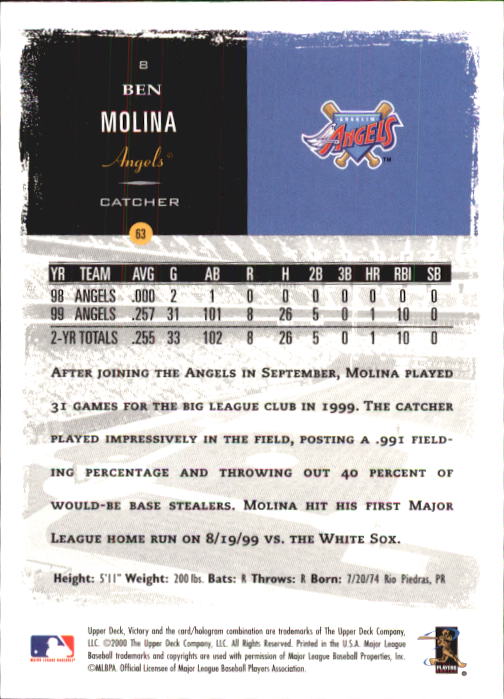 8
BEN
MOLINA
Angels
CATCHER
ANAHEIM
ANGELS
TM
63
YR TEAM AVG G AB R H 2B 3B HR RBI SB
98 ANGELS .000 2 1 0 0 0 0 0 0 0
99 ANGELS .257 31 101 8 26 5 0 1 10 0
2-YR TOTALS .255 33 102 8 26 5 0 1 10 0
AFTER JOINING THE ANGELS IN SEPTEMBER, MOLINA PLAYED
31 GAMES FOR THE BIG LEAGUE CLUB IN 1999. THE CATCHER
PLAYED IMPRESSIVELY IN THE FIELD, POSTING A .991 FIELD-
ING PERCENTAGE AND THROWING OUT 40 PERCENT OF
WOULD-BE BASE STEALERS. MOLINA HIT HIS FIRST MAJOR
LEAGUE HOME RUN ON 8/19/99 VS. THE WHITE SOX.
Height: 5'11" Weight: 200 lbs. Bats: R Throws: R Born: 7/20/74 Rio Piedras, PR
Upper Deck, Victory and the card/hologram combination are trademarks of The Upper Deck Company,
LLC. ©2000 The Upper Deck Company, LLC. All Rights Reserved. Printed in the U.S.A. Major League
Baseball trademarks and copyrights are used with permission of Major League Baseball Properties, Inc.
©MLBPA. Official Licensee of Major League Baseball Players Association.
MAJOR LEAGUE BASEBALL
PLAYERS
®